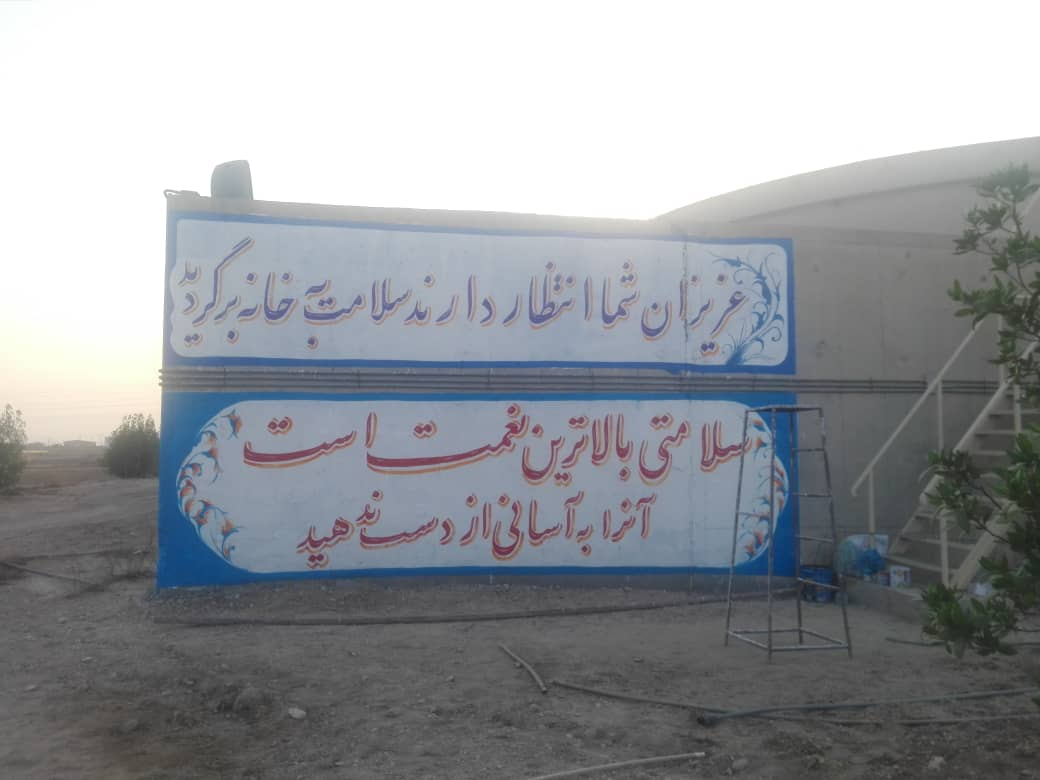 عزیزان شما انتظار دارند سلامت به خانه برگردید
سلامتی بالاترین نعمت است
آنرا به آسانی از دست ندهید